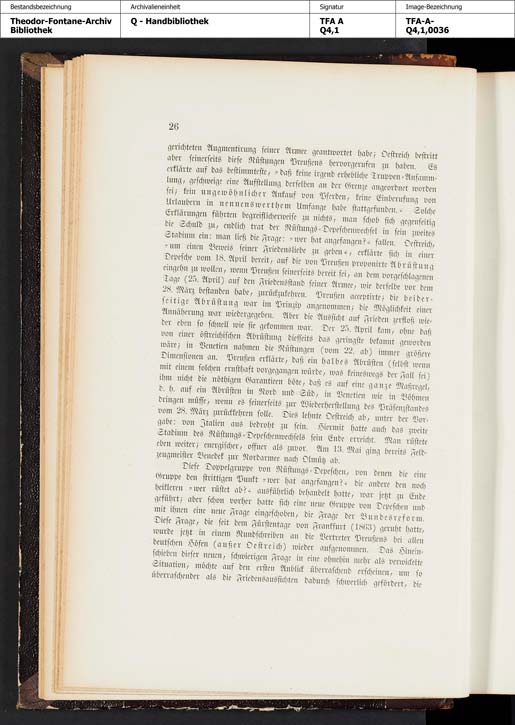 Bestandsbezeichnung
Theodor-Fontane-Archiv
Bibliothek
Archivalieneinheit
Q - Handbibliothek
Signatur
TFA A
Q4,1
Image-Bezeichnung
TFA-A-
Q4,1,0036
26
gerichteten Augmentirung seiner Armee geantwortet habe; Oestreich bestritt
aber seinerseits diese Rüstungen Preußens hervorgerufen zu haben. Es
erklärte auf das bestimmteste, »daß keine irgend erhebliche Truppen-Ansamm-
lung, geschweige eine Aufstellung derselben an der Grenze angeordnet worden
sei; kein ungewöhnlicher Ankauf von Pferden, keine Einberufung von
Urlaubern in nennenswerthem Umfange habe stattgefunden.« Solche
Erklärungen führten begreiflicherweise zu nichts; man schob sich gegenseitig
die Schuld zu, endlich trat der Rüstungs-Depeschenwechsel in sein zweites
Stadium ein: man ließ die Frage: »wer hat angefangen?« fallen. Oestreich,
»um einen Beweis seiner Friedensliebe zu geben«, erklärte sich in einer
Depesche vom 18. April bereit, auf die von Preußen proponirte Abrüstung
eingehn zu wollen, wenn Preußen seinerseits bereit sei, an dem vorgeschlagenen
Tage (25. April) auf den Friedensstand seiner Armee, wie derselbe vor dem
28. März bestanden habe, zurückzukehren. Preußen acceptirte; die beider-
seitige Abrüstung war im Prinzip angenommen; die Möglichkeit einer
Annäherung war wiedergegeben. Aber die Aussicht auf Frieden zerfloß wie-
der eben so schnell wie sie gekommen war. Der 25. April kam, ohne daß
von einer östreichischen Abrüstung diesseits das geringste bekannt geworden
wäre; in Venetien nahmen die Rüstungen (vom 22. ab) immer größere
Dimensionen an. Preußen erklärte, daß ein halbes Abrüsten (selbst wenn
mit einem solchen ernsthaft vorgegangen würde, was keineswegs der Fall sei)
ihm nicht die nöthigen Garantieen böte, daß es auf eine ganze Maßregel,
d. h. auf ein Abrüsten in Nord und Süd, in Venetien wie in Böhmen
dringen müsse, wenn es seinerseits zur Wiederherstellung des Präsenzstandes
vom 28. März zurückkehren solle. Dies lehnte Oestreich ab, unter der Vor-
gabe: von Italien aus bedroht zu sein. Hiermit hatte auch das zweite
Stadium des Rüstungs-Depeschenwechsels sein Ende erreicht. Man rüstete
eben weiter; energischer, offner als zuvor. Am 13. Mai ging bereits Feld-
zeugmeister Benedek zur Nordarmee nach Olmütz ab.
Diese Doppelgruppe von Rüstungs-Depeschen, von denen die eine
Gruppe den strittigen Punkt »wer hat angefangen?« die andere den noch
heikleren »wer rüstet ab?« ausführlich behandelt hatte, war jetzt zu Ende
geführt; aber schon vorher hatte sich eine neue Gruppe von Depeschen und
mit ihnen eine neue Frage eingeschoben, die Frage der Bundesreform.
Diese Frage, die seit dem Fürstentage von Frankfurt (1863) geruht hatte,
wurde jetzt in einem Rundschreiben an die Vertreter Preußens bei allen
deutschen Höfen (außer Oestreich) wieder aufgenommen. Das Hinein-
schieben dieser neuen, schwierigen Frage in eine ohnehin mehr als verwickelte
Situation, möchte auf den ersten Anblick überraschend erscheinen, um so
überraschender als die Friedensaussichten dadurch schwerlich gefördert, die